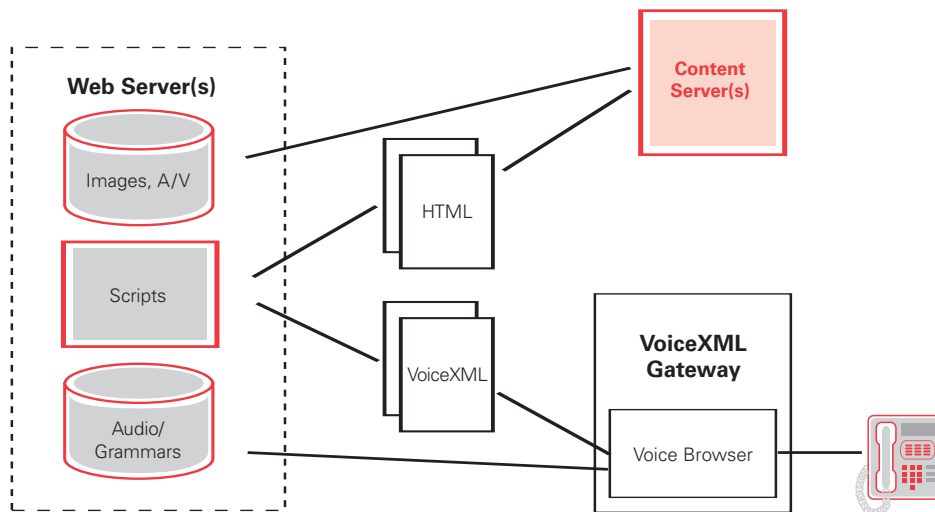 Web Server(s)
Images, A/V
Scripts
Audio/
Grammars
HTML
VoiceXML
Content
Server(s)
VoiceXML
Gateway
Voice Browser